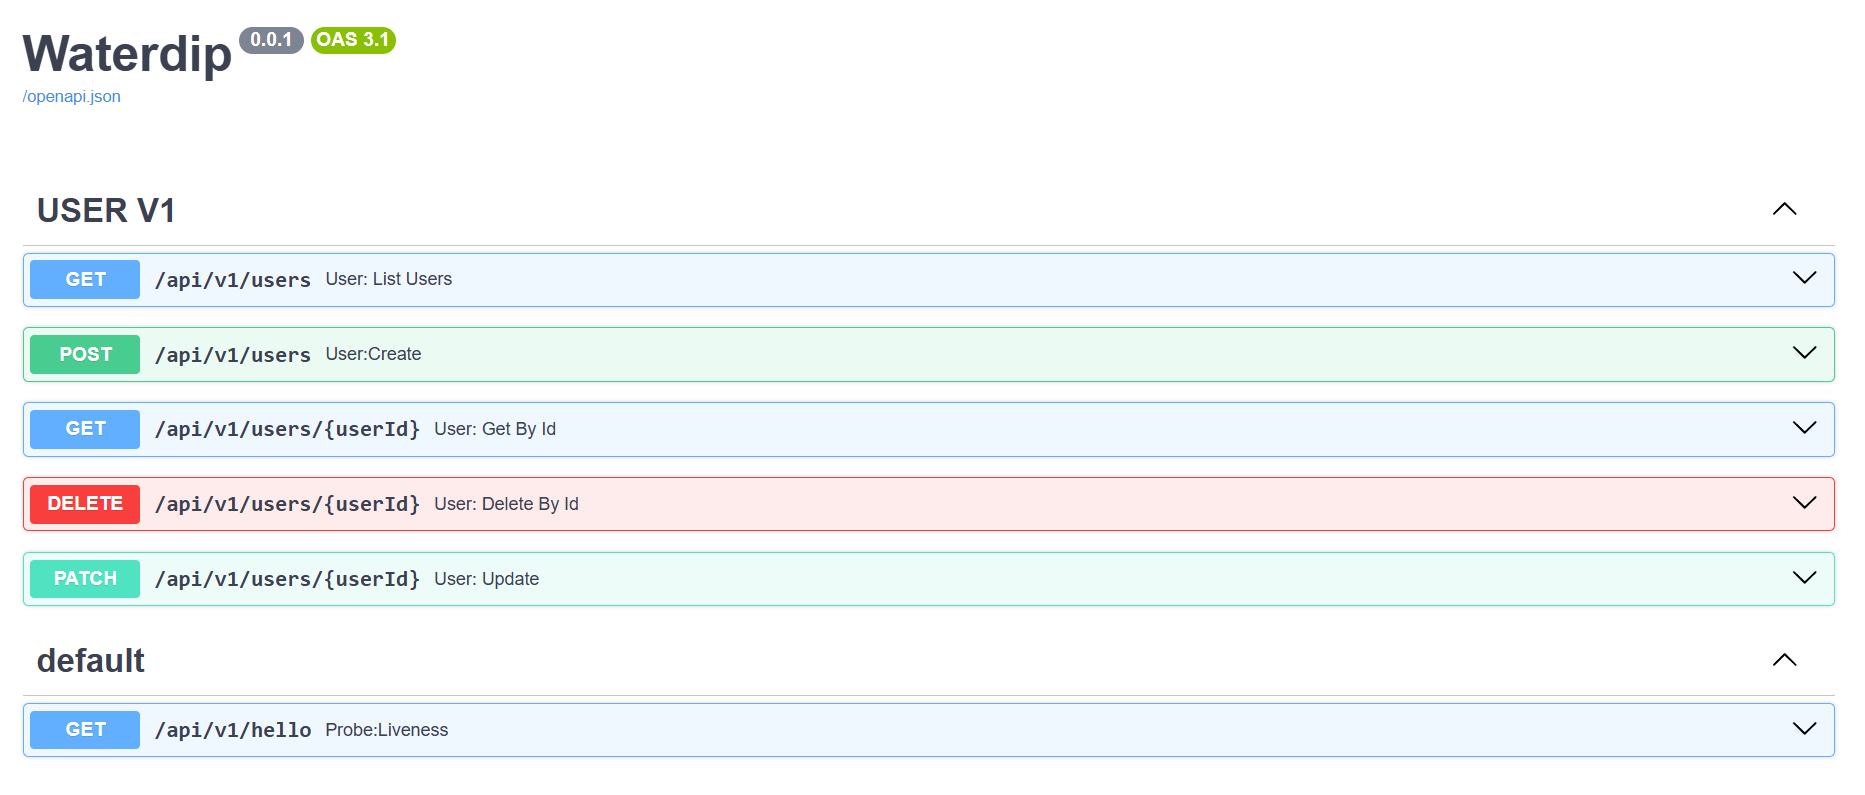 Waterdip 0.0.1 OAS 3.1
/openapi.json
USER V1
GET /api/v1/users User: List Users
POST /api/v1/users User:Create
GET /api/v1/users/{userId} User: Get By Id
DELETE /api/v1/users/{userId} User: Delete By Id
PATCH /api/v1/users/{userId} User: Update
default
GET /api/v1/hello Probe:Liveness